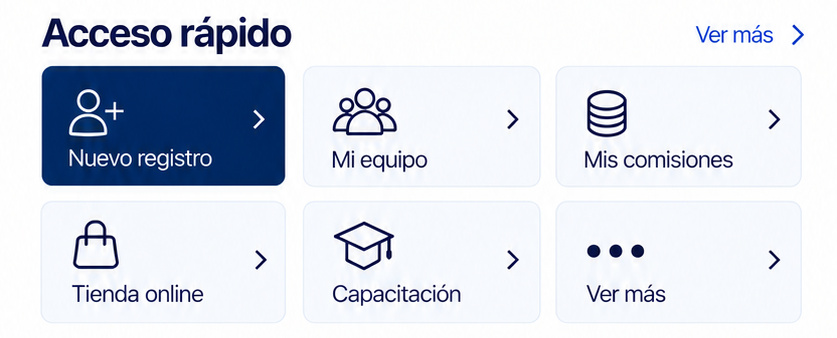 Acceso rápido
Ver más
Nuevo registro
Mi equipo
Mis comisiones
Tienda online
Capacitación
Ver más